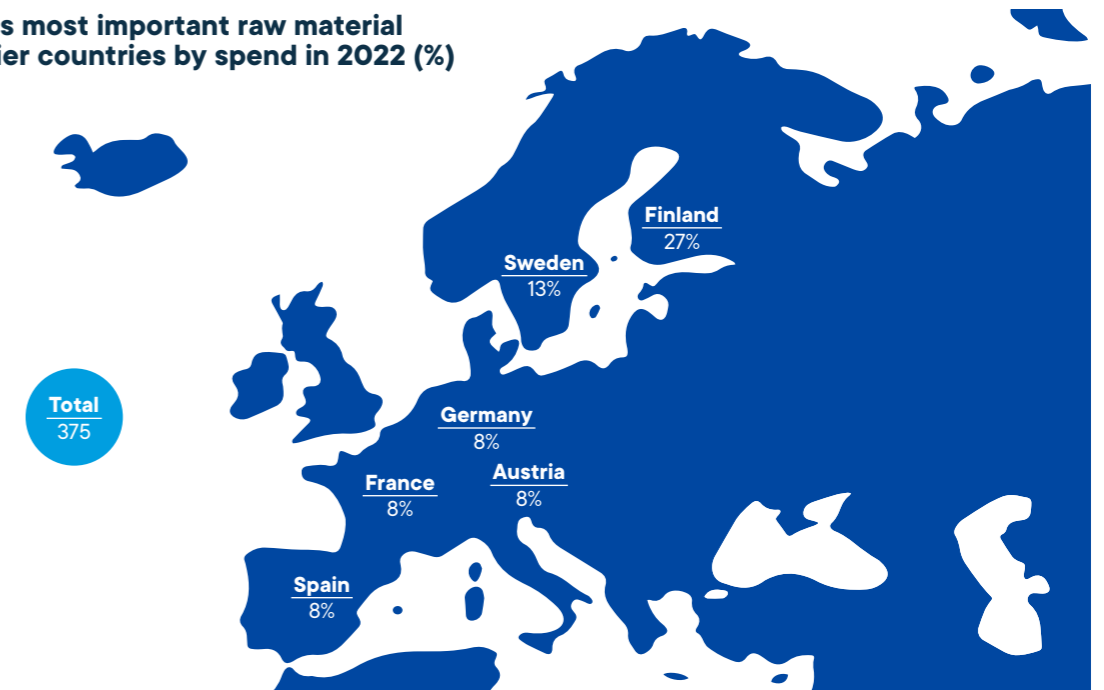 s most important raw material
ier countries by spend in 2022 (%)
Finland
27%
Sweden
13%
Total
375
Germany
8%
Austria
8%
France
8%
Spain
8%